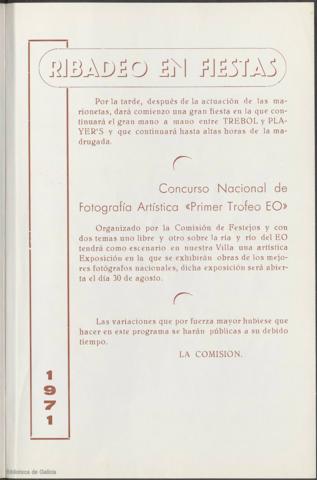 RIBADEO EN FIESTAS
Por la tarde, después de la actuación de las ma-
rionetas, dará comienzo una gran fiesta en la que con-
tinuará el gran mano a mano entre TREBOL y PLA-
YER'S y que continuará hasta altas horas de la ma-
drugada.
Concurso Nacional de
Fotografía Artística «Primer Trofeo EO»
Organizado por la Comisión de Festejos y con
dos temas uno libre y otro sobre la ría y río del EO
tendrá como escenario en nuestra Villa una artística
Exposición en la que se exhibirán obras de los mejo-
res fotógrafos nacionales, dicha exposición será abier-
ta el día 30 de agosto.
Las variaciones que por fuerza mayor hubiese que
hacer en este programa se harán públicas a su debido
tiempo.
LA COMISION.
1971
Biblioteca de Galicia